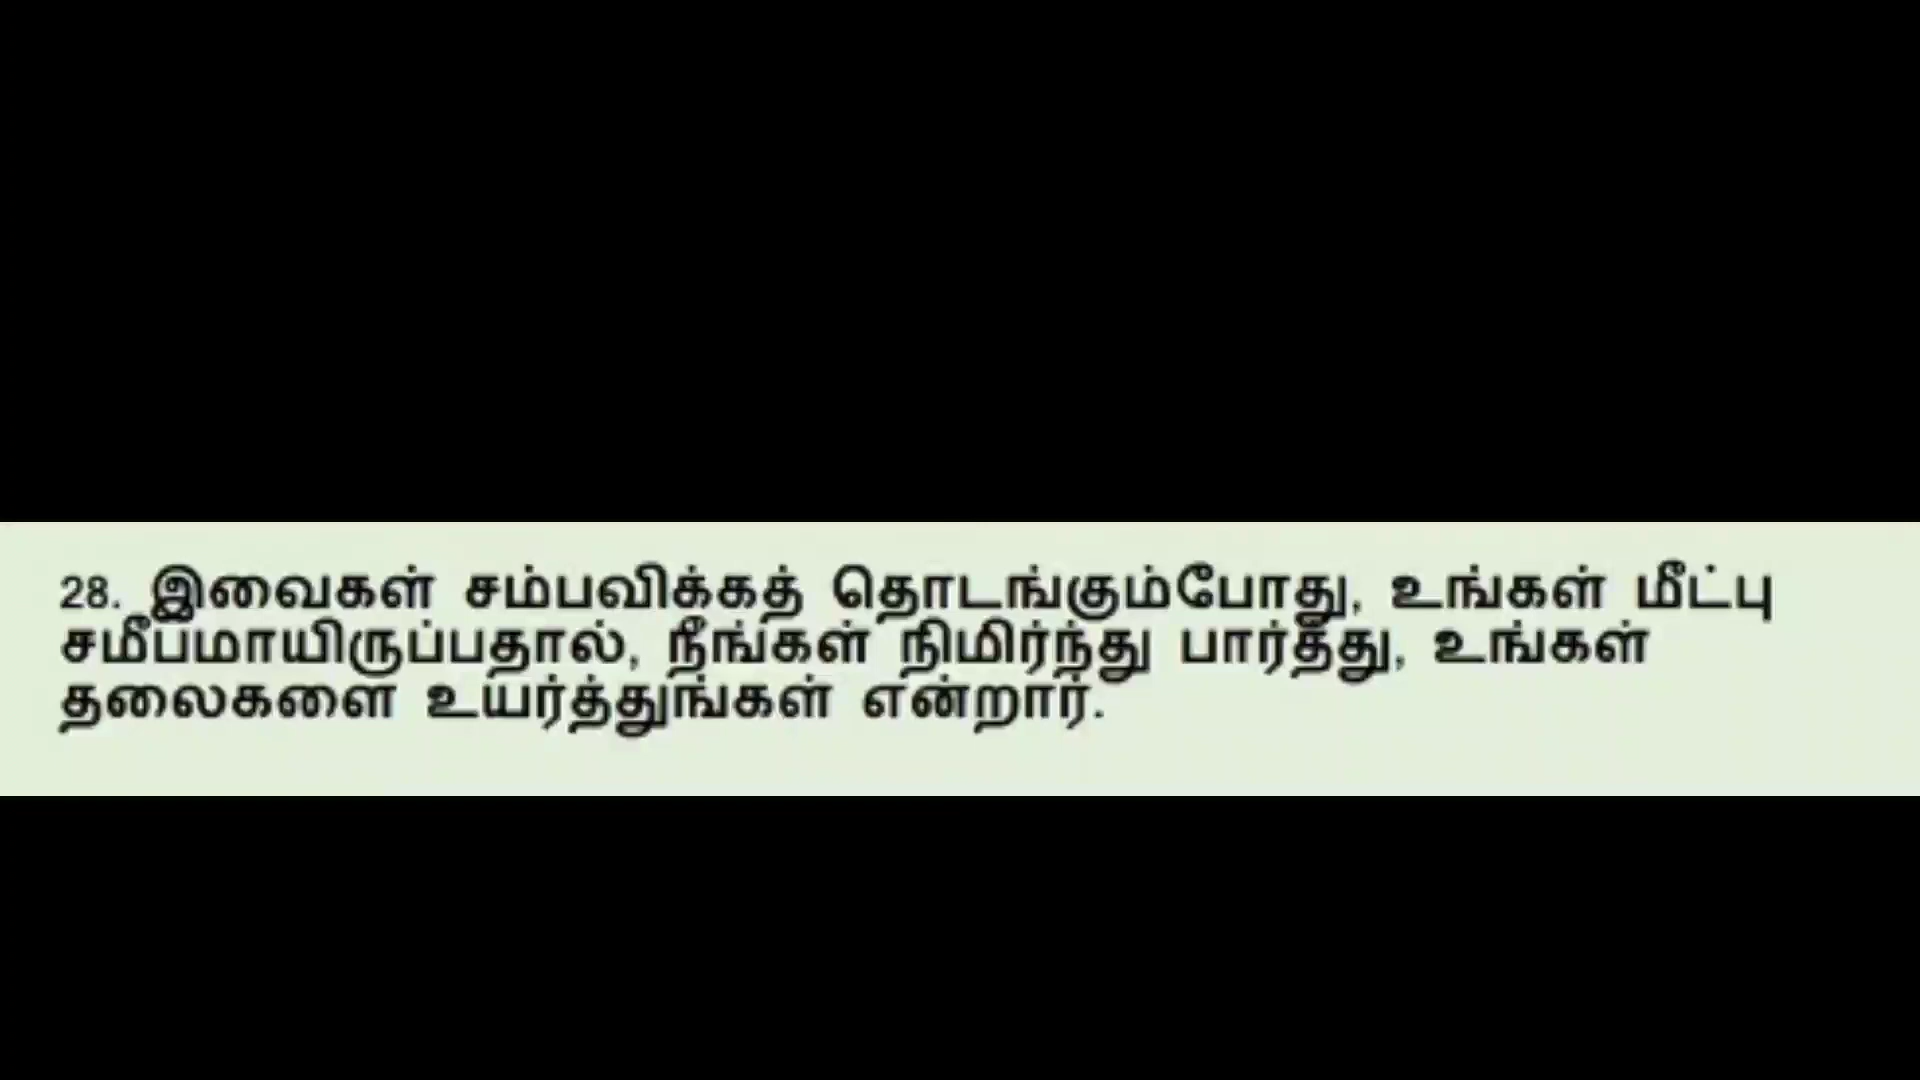 28. இவைகள் சம்பவிக்கத் தொடங்கும்போது, உங்கள் மீட்பு
சமீபமாயிருப்பதால், நீங்கள் நிமிர்ந்து பார்த்து, உங்கள்
தலைகளை உயர்த்துங்கள் என்றார்.